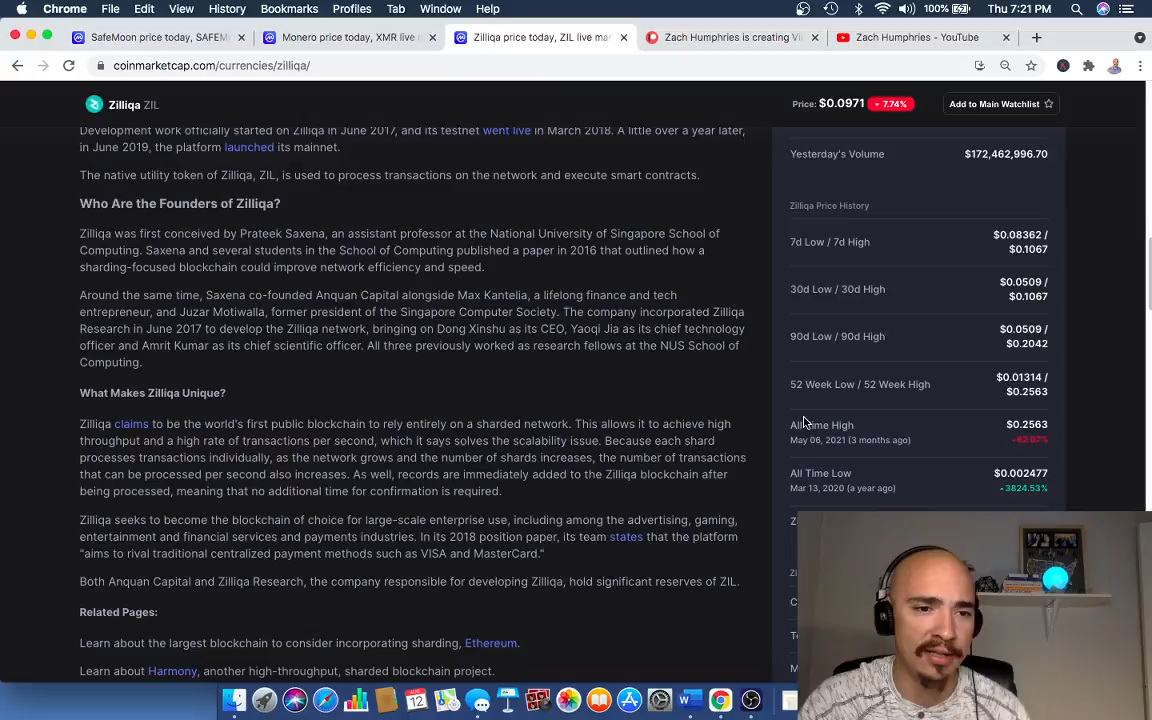 Chrome File Edit View History Bookmarks Profiles Tab Window Help 100% Thu 7:21 PM
SafeMoon price today, SAFEM
Monero price today, XMR live m
Zilliqa price today, ZIL live mar
Zach Humphries is creating Vi
Zach Humphries - YouTube
coinmarketcap.com/currencies/zilliqa/
Zilliqa ZIL
Price: $0.0971 7.74%
Add to Main Watchlist
Development work officially started on Zilliqa in June 2017, and its testnet went live in March 2018. A little over a year later,
in June 2019, the platform launched its mainnet.
The native utility token of Zilliqa, ZIL, is used to process transactions on the network and execute smart contracts.
Who Are the Founders of Zilliqa?
Zilliqa was first conceived by Prateek Saxena, an assistant professor at the National University of Singapore School of
Computing. Saxena and several students in the School of Computing published a paper in 2016 that outlined how a
sharding-focused blockchain could improve network efficiency and speed.
Around the same time, Saxena co-founded Anquan Capital alongside Max Kantelia, a lifelong finance and tech
entrepreneur, and Juzar Motiwalla, former president of the Singapore Computer Society. The company incorporated Zilliqa
Research in June 2017 to develop the Zilliqa network, bringing on Dong Xinshu as its CEO, Yaoqi Jia as its chief technology
officer and Amrit Kumar as its chief scientific officer. All three previously worked as research fellows at the NUS School of
Computing.
What Makes Zilliqa Unique?
Zilliqa claims to be the world's first public blockchain to rely entirely on a sharded network. This allows it to achieve high
throughput and a high rate of transactions per second, which it says solves the scalability issue. Because each shard
processes transactions individually, as the network grows and the number of shards increases, the number of transactions
that can be processed per second also increases. As well, records are immediately added to the Zilliqa blockchain after
being processed, meaning that no additional time for confirmation is required.
Zilliqa seeks to become the blockchain of choice for large-scale enterprise use, including among the advertising, gaming,
entertainment and financial services and payments industries. In its 2018 position paper, its team states that the platform
"aims to rival traditional centralized payment methods such as VISA and MasterCard."
Both Anquan Capital and Zilliqa Research, the company responsible for developing Zilliqa, hold significant reserves of ZIL.
Related Pages:
Learn about the largest blockchain to consider incorporating sharding, Ethereum.
Learn about Harmony, another high-throughput, sharded blockchain project.
Yesterday's Volume $172,462,996.70
Zilliqa Price History
7d Low / 7d High $0.08362 /
$0.1067
30d Low / 30d High $0.0509 /
$0.1067
90d Low / 90d High $0.0509 /
$0.2042
52 Week Low / 52 Week High $0.01314 /
$0.2563
All Time High $0.2563
May 06, 2021 (3 months ago) -62.07%
All Time Low $0.002477
Mar 13, 2020 (a year ago) 3824.53%
12